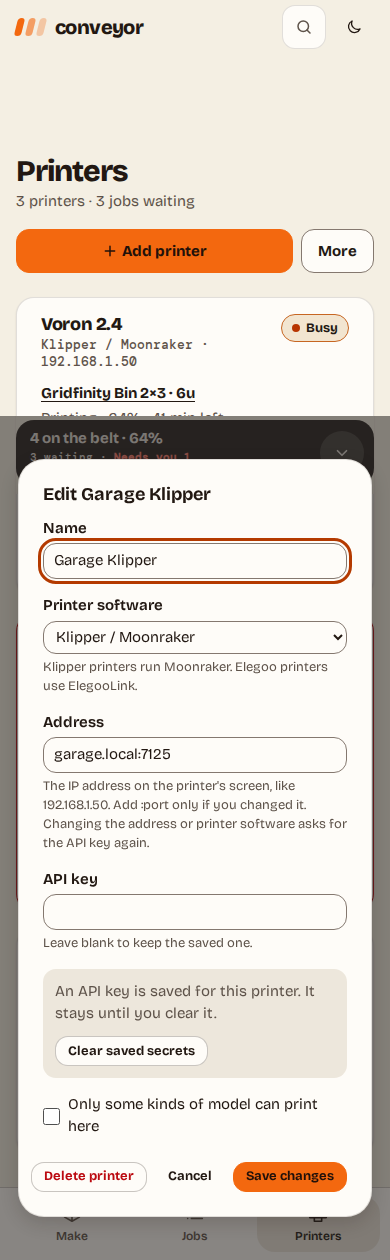 conveyor
Printers
3 printers · 3 jobs waiting
+ Add printer
More
Voron 2.4
Busy
Klipper / Moonraker ·
192.168.1.50
Gridfinity Bin 2×3 · 6u
4 on the belt · 64%
3 waiting · Needs you 1
Edit Garage Klipper
Name
Garage Klipper
Printer software
Klipper / Moonraker
Klipper printers run Moonraker. Elegoo printers
use ElegooLink.
Address
garage.local:7125
The IP address on the printer's screen, like
192.168.1.50. Add :port only if you changed it.
Changing the address or printer software asks for
the API key again.
API key
Leave blank to keep the saved one.
An API key is saved for this printer. It
stays until you clear it.
Clear saved secrets
Only some kinds of model can print
here
Delete printer
Cancel
Save changes
Make
Jobs
Printers